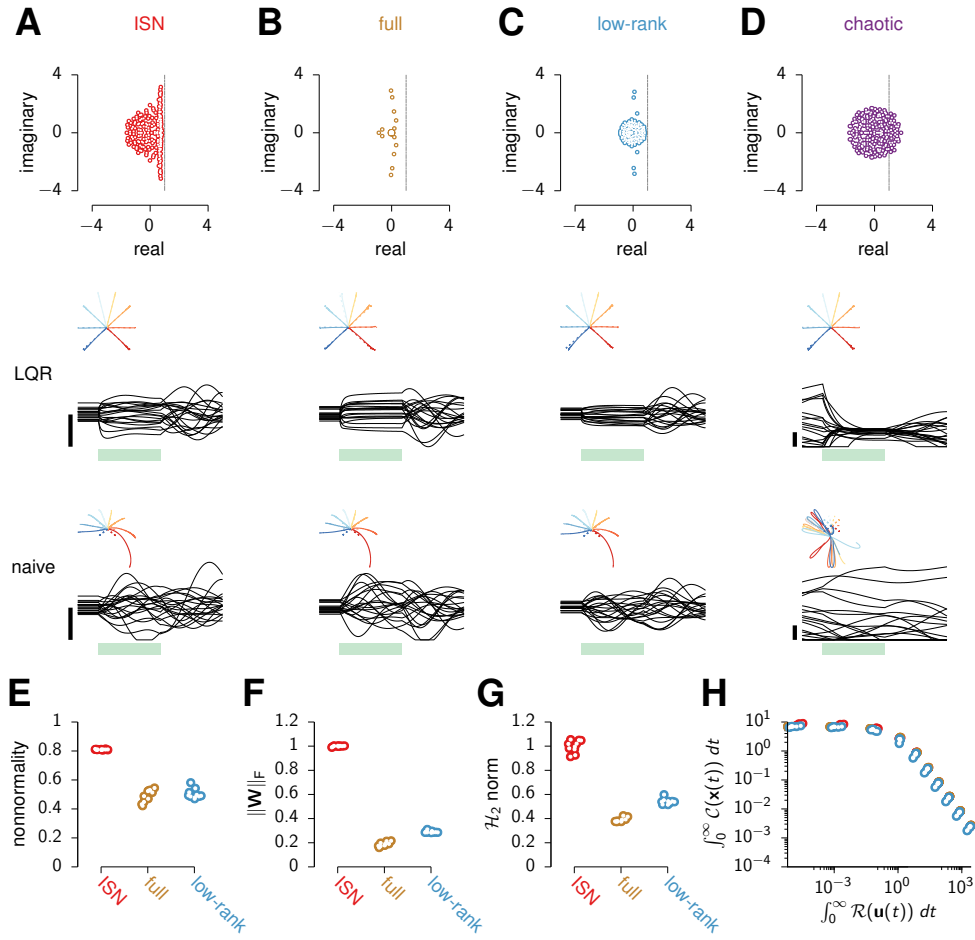 A ISN B full C low-rank D chaotic
4 4 4 4
imaginary imaginary imaginary imaginary
0 0 0 0
−4 −4 −4 −4
−4 0 4 −4 0 4 −4 0 4 −4 0 4
real real real real
LQR
naive
E F G H
nonnormality
1
0.8
0.6
0.4
0.2
0
ISN full low-rank
‖W‖F
1.2
1
0.8
0.6
0.4
0.2
0
ISN full low-rank
ℋ₂ norm
1.2
1
0.8
0.6
0.4
0.2
0
ISN full low-rank
∫₀^∞ 𝒞(x(t)) dt
10¹
10⁰
10⁻¹
10⁻²
10⁻³
10⁻⁴
10⁻³ 10⁰ 10³
∫₀^∞ ℛ(u(t)) dt